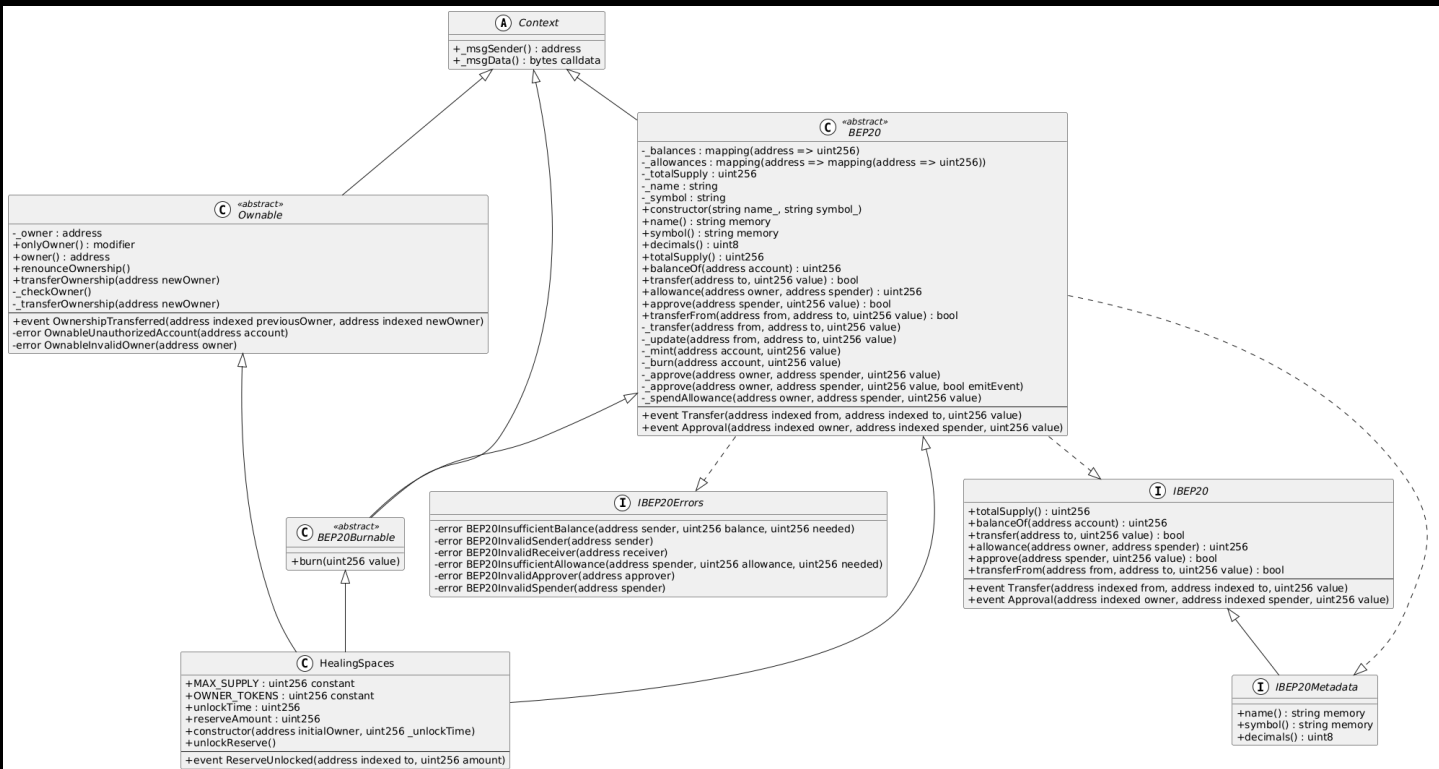 A Context
+_msgSender() : address
+_msgData() : bytes calldata
C «abstract»
BEP20
-_balances : mapping(address => uint256)
-_allowances : mapping(address => mapping(address => uint256))
-_totalSupply : uint256
-_name : string
-_symbol : string
+constructor(string name_, string symbol_)
+name() : string memory
+symbol() : string memory
+decimals() : uint8
+totalSupply() : uint256
+balanceOf(address account) : uint256
+transfer(address to, uint256 value) : bool
+allowance(address owner, address spender) : uint256
+approve(address spender, uint256 value) : bool
+transferFrom(address from, address to, uint256 value) : bool
-_transfer(address from, address to, uint256 value)
-_update(address from, address to, uint256 value)
-_mint(address account, uint256 value)
-_burn(address account, uint256 value)
-_approve(address owner, address spender, uint256 value)
-_approve(address owner, address spender, uint256 value, bool emitEvent)
-_spendAllowance(address owner, address spender, uint256 value)
+event Transfer(address indexed from, address indexed to, uint256 value)
+event Approval(address indexed owner, address indexed spender, uint256 value)
C «abstract»
Ownable
-_owner : address
+onlyOwner() : modifier
+owner() : address
+renounceOwnership()
+transferOwnership(address newOwner)
-_checkOwner()
-_transferOwnership(address newOwner)
+event OwnershipTransferred(address indexed previousOwner, address indexed newOwner)
-error OwnableUnauthorizedAccount(address account)
-error OwnableInvalidOwner(address owner)
C «abstract»
BEP20Burnable
+burn(uint256 value)
I IBEP20Errors
-error BEP20InsufficientBalance(address sender, uint256 balance, uint256 needed)
-error BEP20InvalidSender(address sender)
-error BEP20InvalidReceiver(address receiver)
-error BEP20InsufficientAllowance(address spender, uint256 allowance, uint256 needed)
-error BEP20InvalidApprover(address approver)
-error BEP20InvalidSpender(address spender)
I IBEP20
+totalSupply() : uint256
+balanceOf(address account) : uint256
+transfer(address to, uint256 value) : bool
+allowance(address owner, address spender) : uint256
+approve(address spender, uint256 value) : bool
+transferFrom(address from, address to, uint256 value) : bool
+event Transfer(address indexed from, address indexed to, uint256 value)
+event Approval(address indexed owner, address indexed spender, uint256 value)
C HealingSpaces
+MAX_SUPPLY : uint256 constant
+OWNER_TOKENS : uint256 constant
+unlockTime : uint256
+reserveAmount : uint256
+constructor(address initialOwner, uint256 _unlockTime)
+unlockReserve()
+event ReserveUnlocked(address indexed to, uint256 amount)
I IBEP20Metadata
+name() : string memory
+symbol() : string memory
+decimals() : uint8